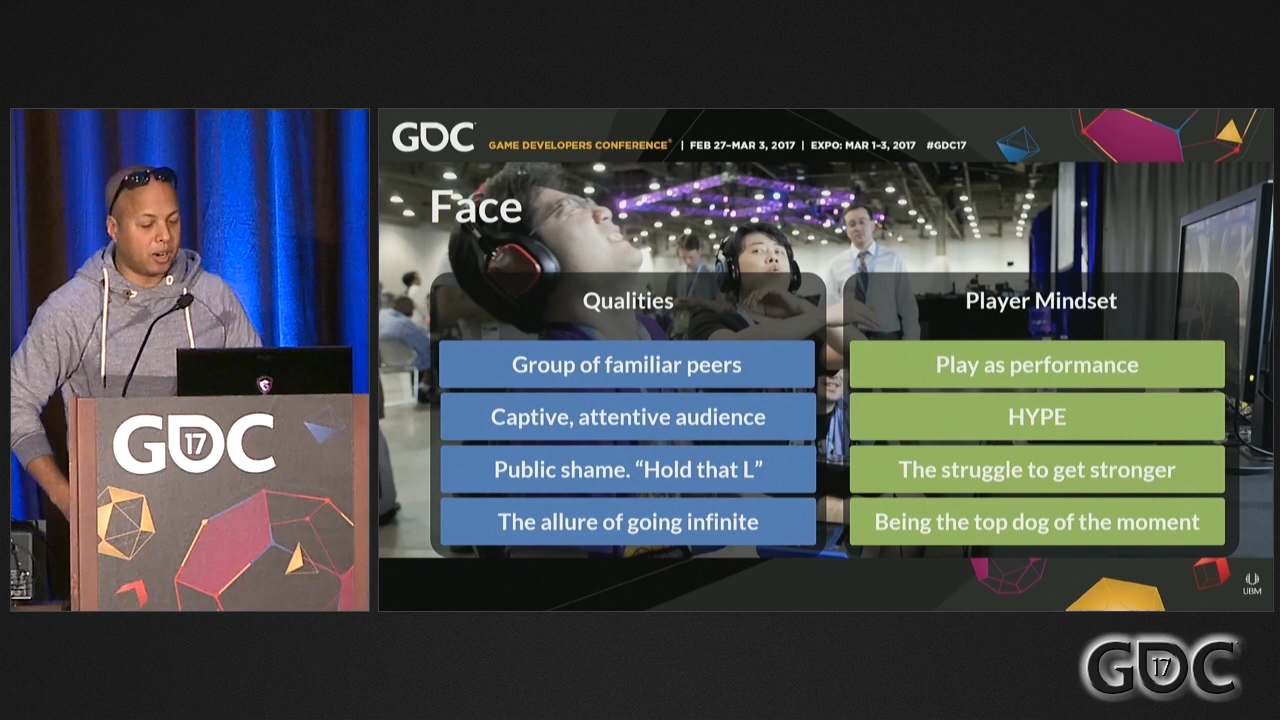 GDC
GAME DEVELOPERS CONFERENCE® | FEB 27–MAR 3, 2017 | EXPO: MAR 1-3, 2017 #GDC17
Face
Qualities
Player Mindset
Group of familiar peers
Play as performance
Captive, attentive audience
HYPE
Public shame. “Hold that L”
The struggle to get stronger
The allure of going infinite
Being the top dog of the moment
UBM
GDC
17
GDC
17